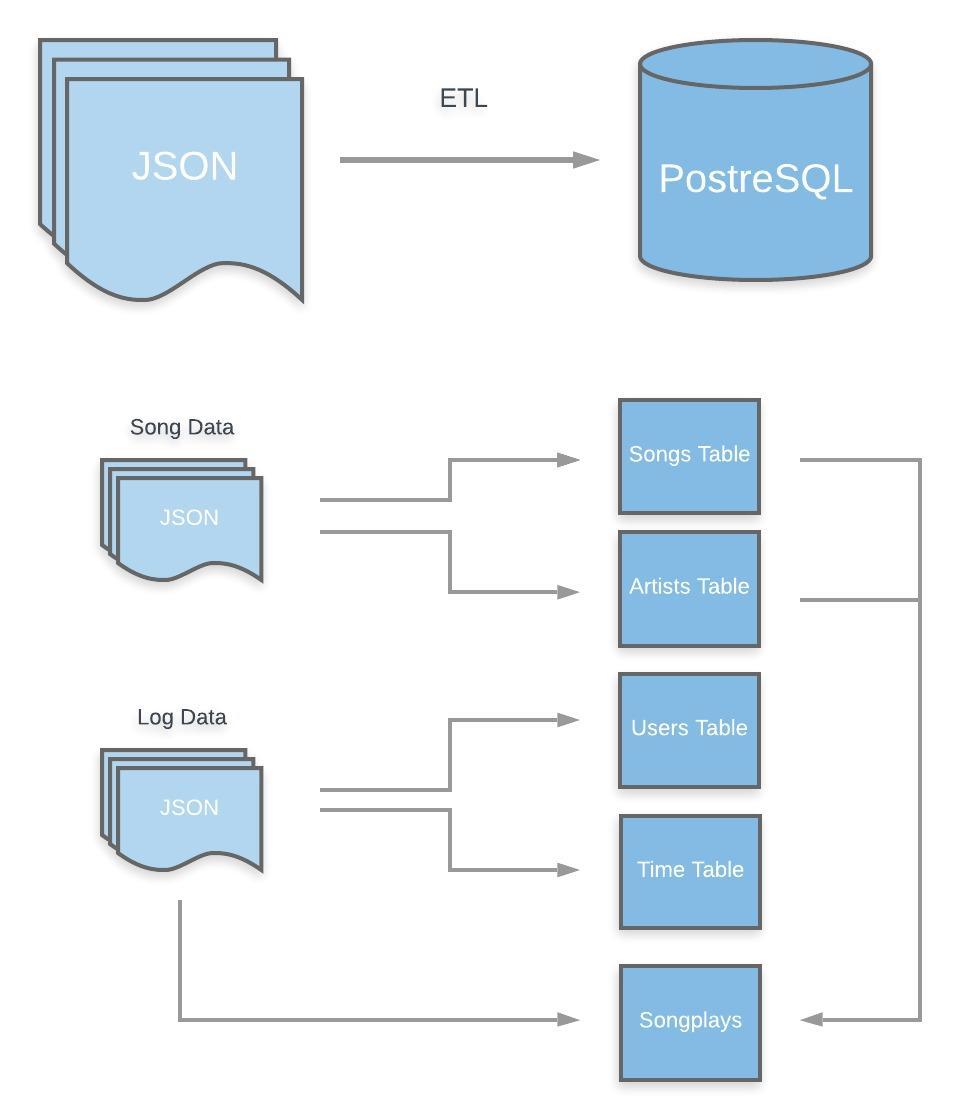 ETL
JSON
PostreSQL
Song Data
JSON
Songs Table
Artists Table
Log Data
JSON
Users Table
Time Table
Songplays